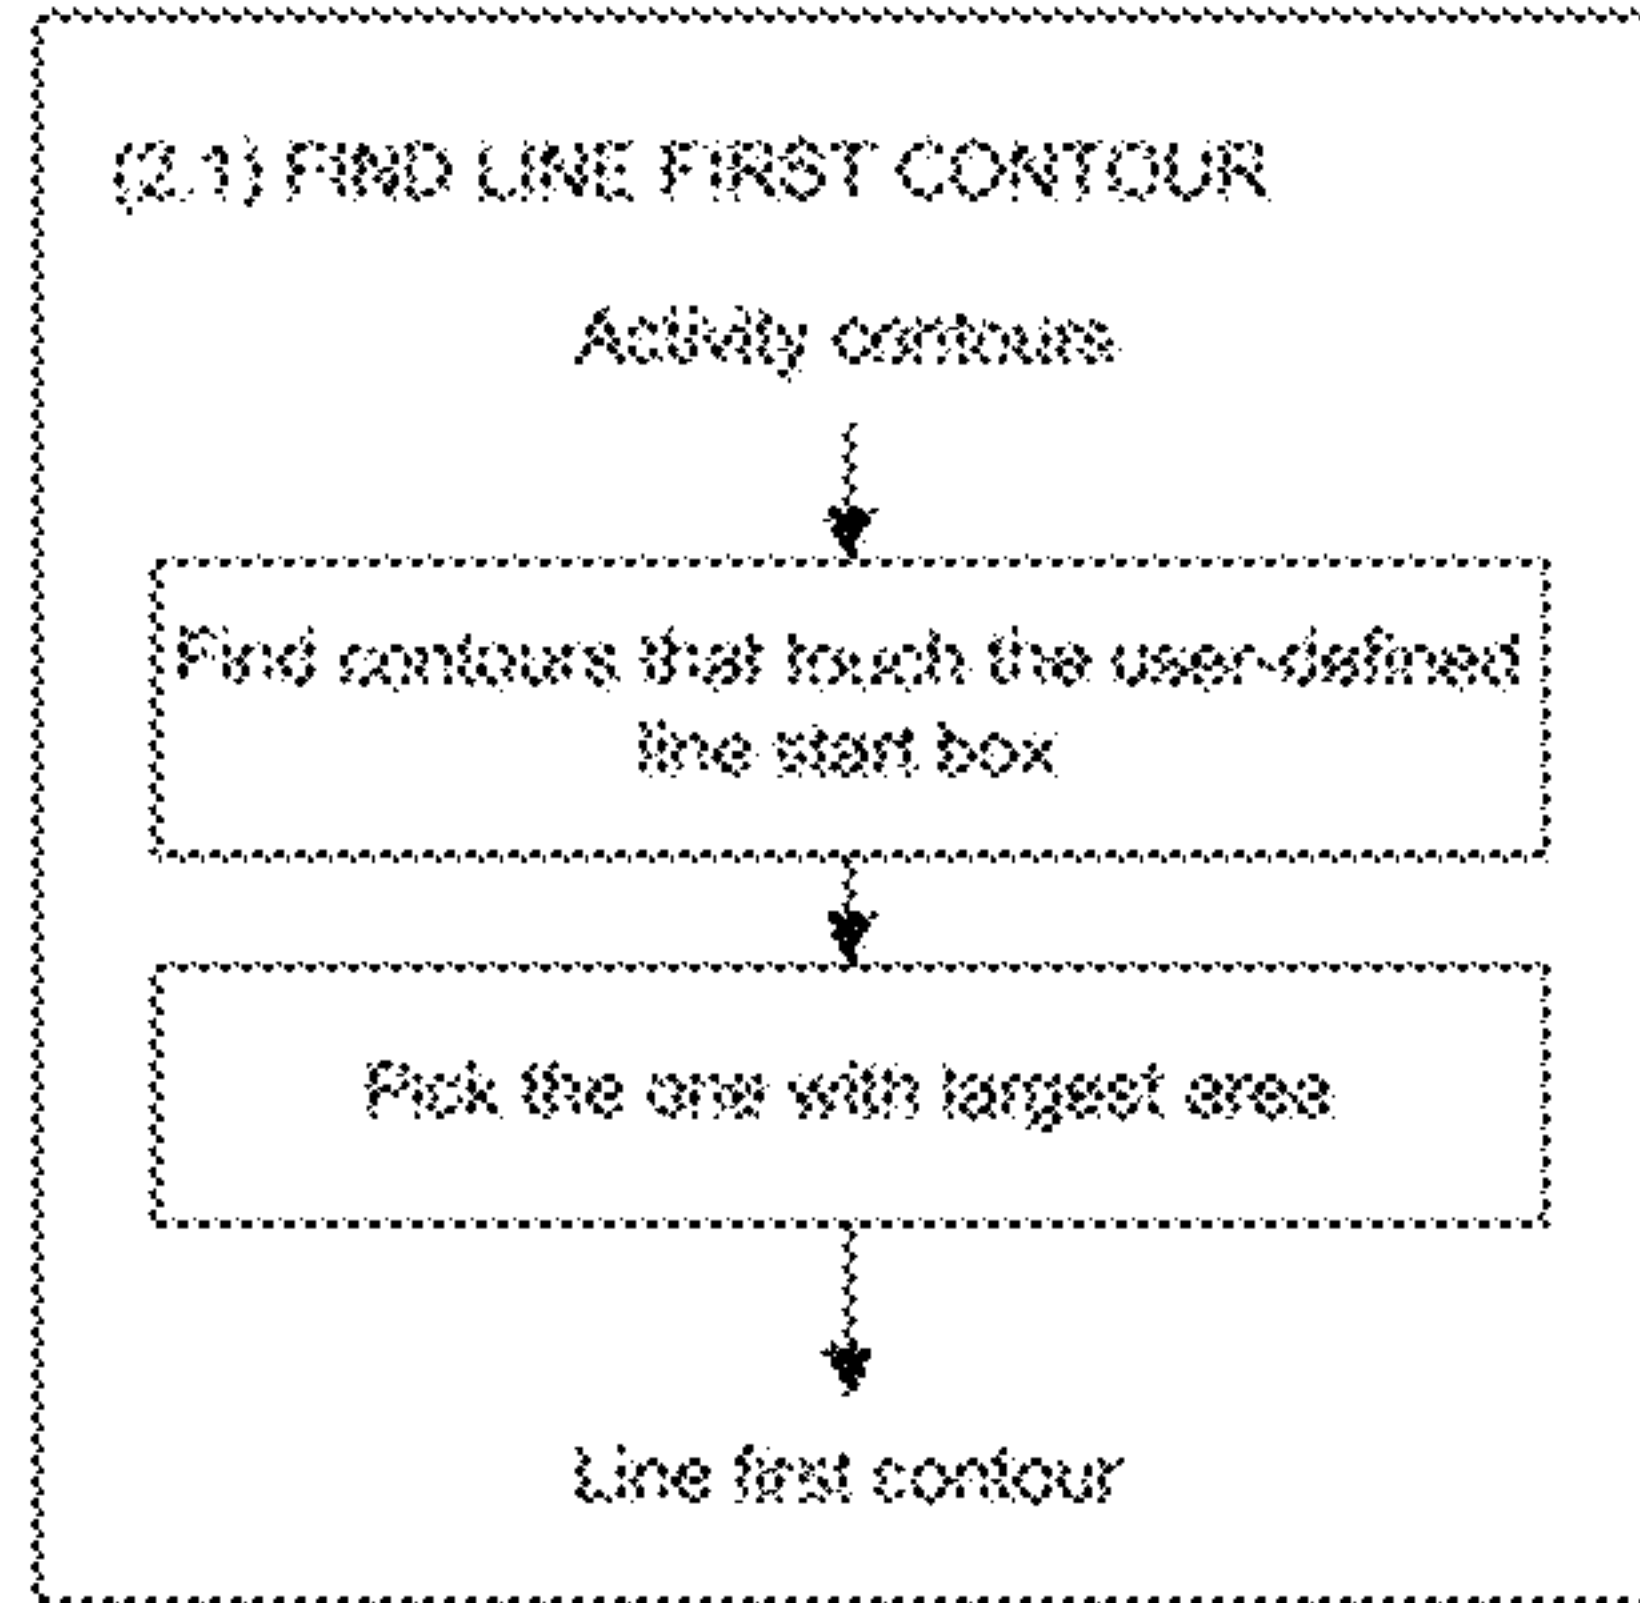 (2.1) FIND LINE FIRST CONTOUR
Activity contours
Find contours that touch the user-defined
line start box
Pick the one with largest area
Line first contour